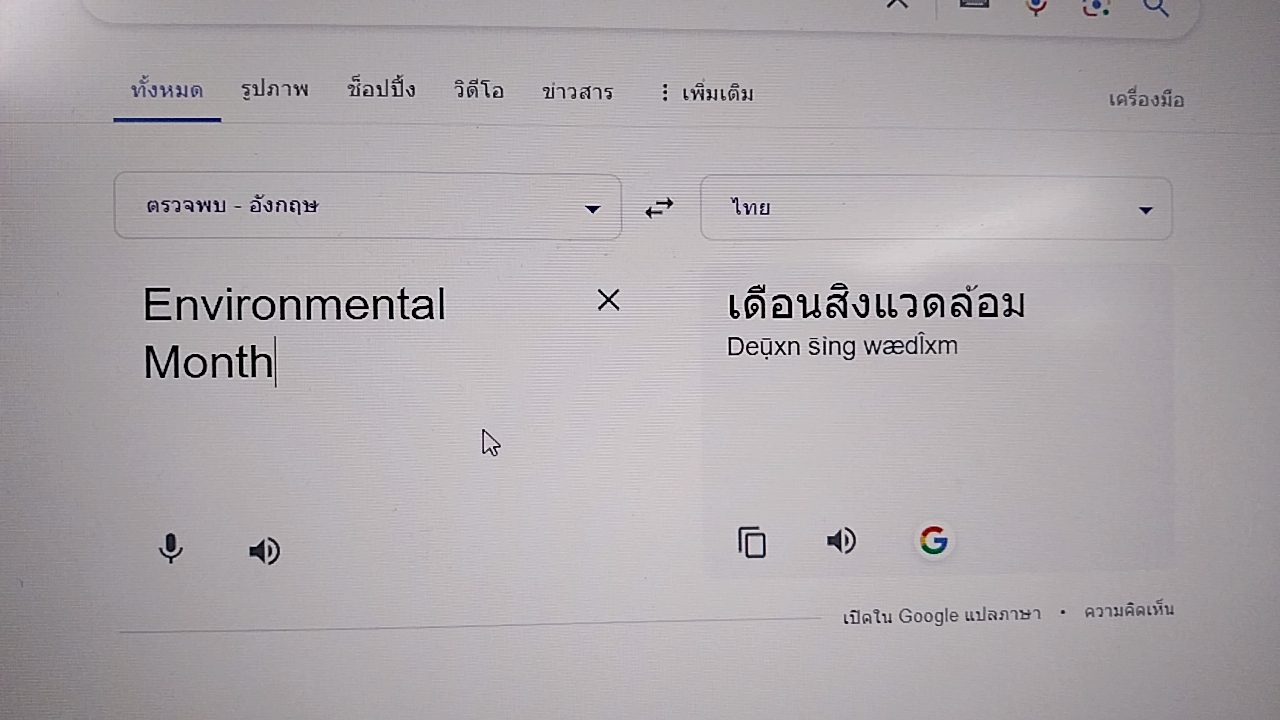 ทั้งหมด รูปภาพ ช็อปปิ้ง วิดีโอ ข่าวสาร เพิ่มเติม เครื่องมือ
ตรวจพบ - อังกฤษ ไทย
Environmental
Month
เดือนสิ่งแวดล้อม
Deụ̄xn s̄ìng wædl̂xm
เปิดใน Google แปลภาษา • ความคิดเห็น